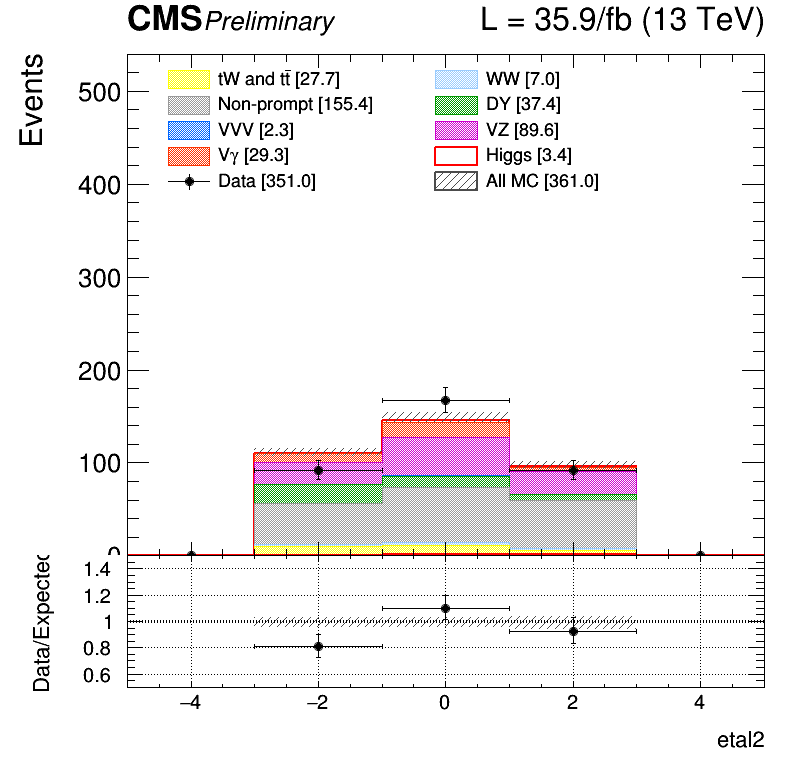 CMS Preliminary L = 35.9/fb (13 TeV)
Events
tW and tt̄ [27.7] WW [7.0]
Non-prompt [155.4] DY [37.4]
VVV [2.3] VZ [89.6]
Vγ [29.3] Higgs [3.4]
Data [351.0] All MC [361.0]
500
400
300
200
100
0
Data/Expected
1.4
1.2
1
0.8
0.6
−4 −2 0 2 4
etal2